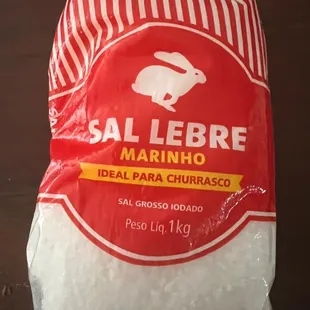 SAL LEBRE
MARINHO
IDEAL PARA CHURRASCO
SAL GROSSO IODADO
Peso Líq. 1kg